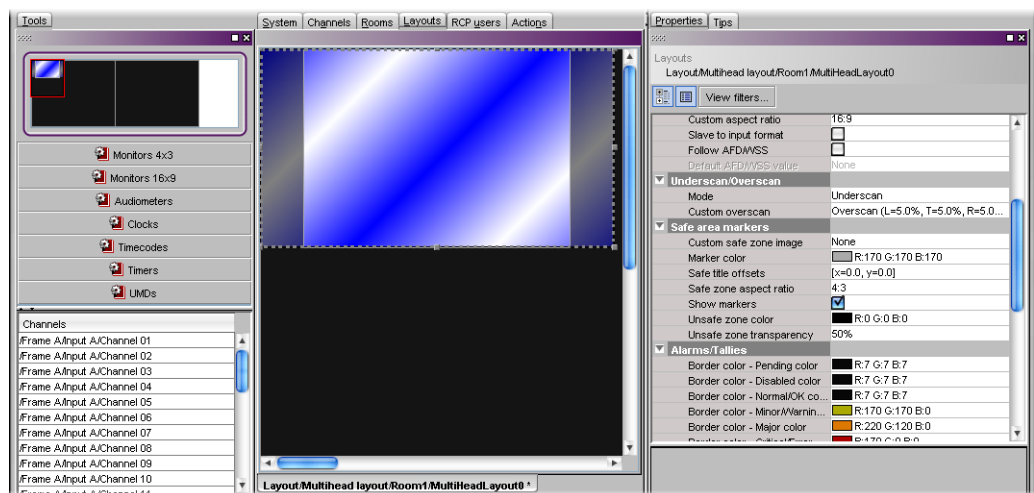 Tools
Monitors 4x3
Monitors 16x9
Audiometers
Clocks
Timecodes
Timers
UMDs
Channels
/Frame A/Input A/Channel 01
/Frame A/Input A/Channel 02
/Frame A/Input A/Channel 03
/Frame A/Input A/Channel 04
/Frame A/Input A/Channel 05
/Frame A/Input A/Channel 06
/Frame A/Input A/Channel 07
/Frame A/Input A/Channel 08
/Frame A/Input A/Channel 09
/Frame A/Input A/Channel 10
System Channels Rooms Layouts RCP users Actions
Layout/Multihead layout/Room1/MultiHeadLayout0 *
Properties Tips
Layouts
Layout/Multihead layout/Room1/MultiHeadLayout0
View filters...
Custom aspect ratio 16:9
Slave to input format
Follow AFD/WSS
Default AFD/WSS value None
Underscan/Overscan
Mode Underscan
Custom overscan Overscan (L=5.0%, T=5.0%, R=5.0...
Safe area markers
Custom safe zone image None
Marker color R:170 G:170 B:170
Safe title offsets [x=0.0, y=0.0]
Safe zone aspect ratio 4:3
Show markers
Unsafe zone color R:0 G:0 B:0
Unsafe zone transparency 50%
Alarms/Tallies
Border color - Pending color R:7 G:7 B:7
Border color - Disabled color R:7 G:7 B:7
Border color - Normal/OK co... R:7 G:7 B:7
Border color - Minor/Warnin... R:170 G:170 B:0
Border color - Major color R:220 G:120 B:0